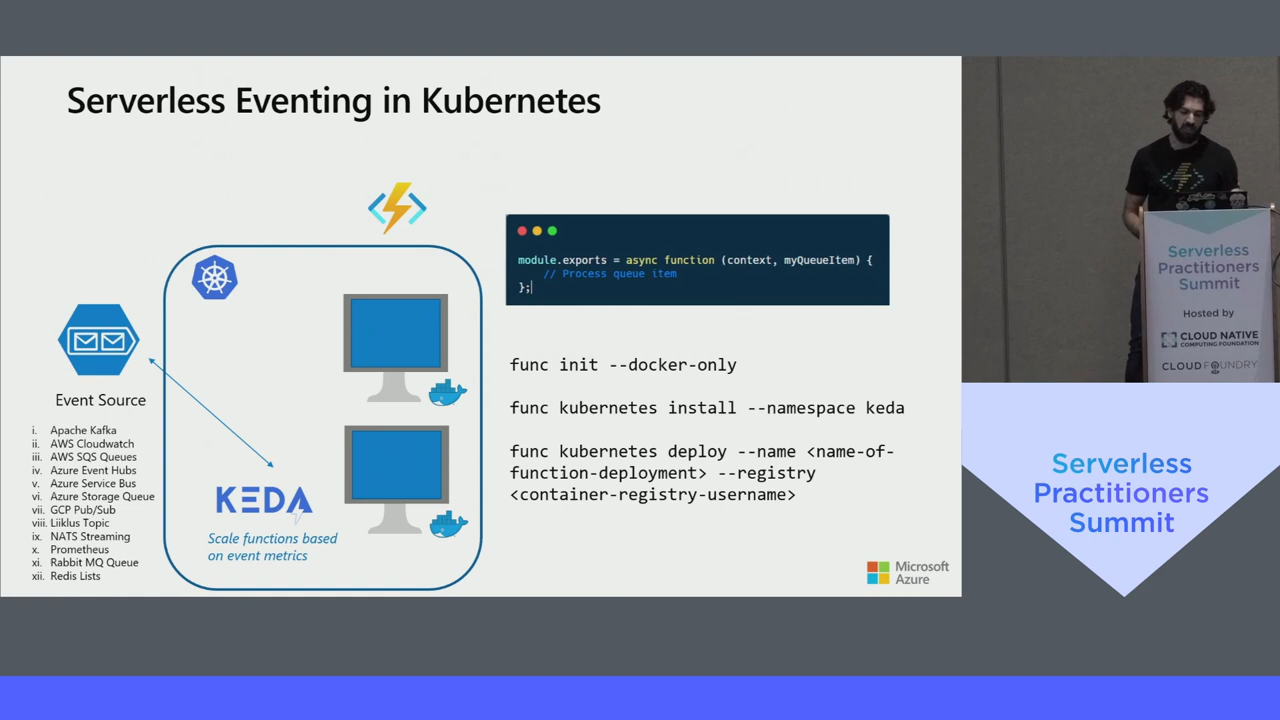 Serverless Eventing in Kubernetes
module.exports = async function (context, myQueueItem) {
// Process queue item
};
Event Source
i. Apache Kafka
ii. AWS Cloudwatch
iii. AWS SQS Queues
iv. Azure Event Hubs
v. Azure Service Bus
vi. Azure Storage Queue
vii. GCP Pub/Sub
viii. Liiklus Topic
ix. NATS Streaming
x. Prometheus
xi. Rabbit MQ Queue
xii. Redis Lists
KEDA
Scale functions based
on event metrics
func init --docker-only
func kubernetes install --namespace keda
func kubernetes deploy --name <name-of-
function-deployment> --registry
<container-registry-username>
Microsoft
Azure
Serverless
Practitioners
Summit
Hosted by
CLOUD NATIVE
COMPUTING FOUNDATION
CLOUD FOUNDRY
Serverless
Practitioners
Summit